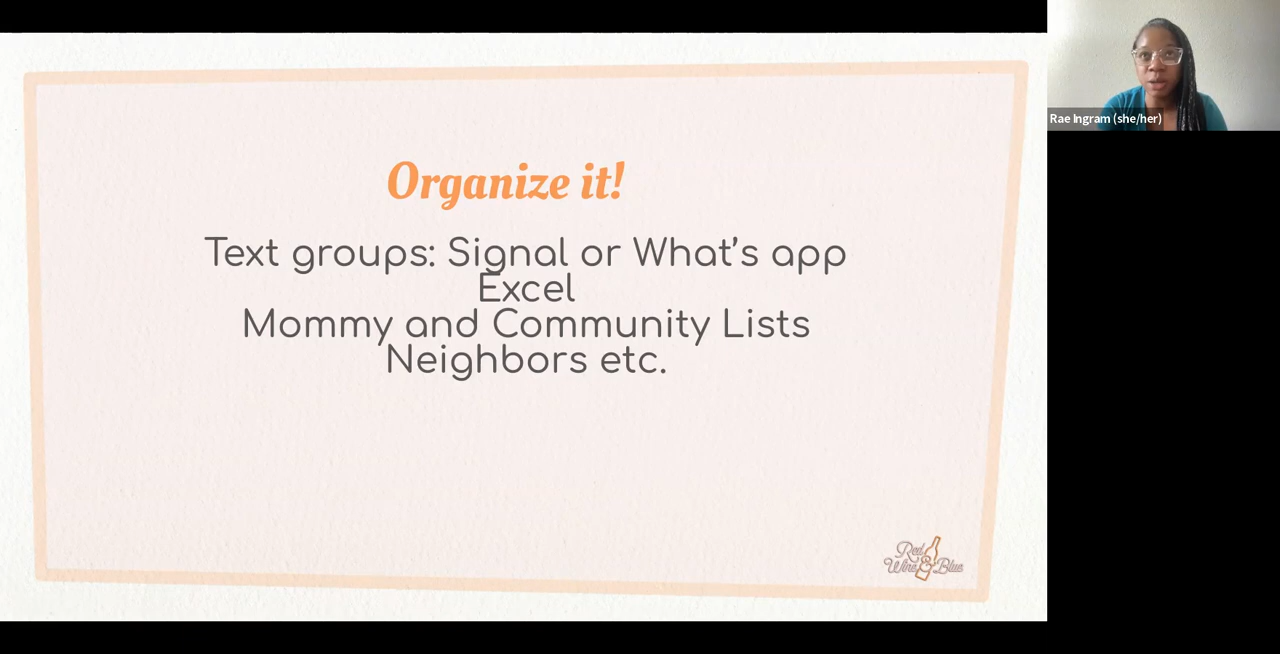 Organize it!
Text groups: Signal or What’s app
Excel
Mommy and Community Lists
Neighbors etc.
Red
Wine & Blue
Rae Ingram (she/her)